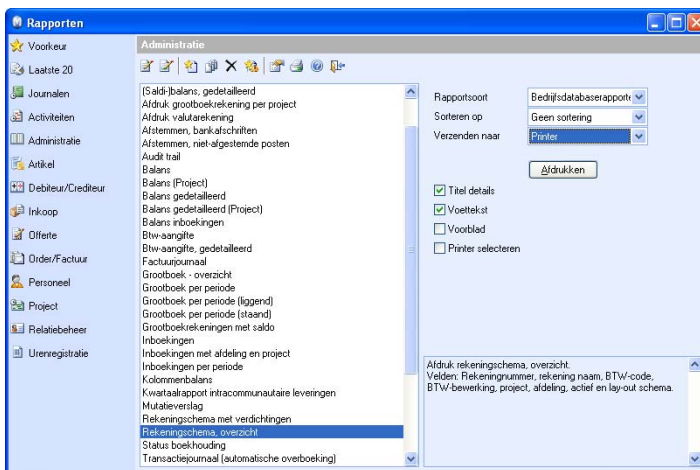 Rapporten
Voorkeur
Laatste 20
Journalen
Activiteiten
Administratie
Artikel
Debiteur/Crediteur
Inkoop
Offerte
Order/Factuur
Personeel
Project
Relatiebeheer
Urenregistratie
Administratie
(Saldi-)balans, gedetailleerd
Afdruk grootboekrekening per project
Afdruk valutarekening
Afstemmen, bankafschriften
Afstemmen, niet-afgestemde posten
Audit trail
Balans
Balans (Project)
Balans gedetailleerd
Balans gedetailleerd (Project)
Balans inboekingen
Btw-aangifte
Btw-aangifte, gedetailleerd
Factuurjournaal
Grootboek - overzicht
Grootboek per periode
Grootboek per periode (liggend)
Grootboek per periode (staand)
Grootboekrekeningen met saldo
Inboekingen
Inboekingen met afdeling en project
Inboekingen per periode
Kolommenbalans
Kwartaalrapport intracommunautaire leveringen
Mutatieverslag
Rekeningschema met verdichtingen
Rekeningschema, overzicht
Status boekhouding
Transactiejournaal (automatische overboeking)
Rapportsoort Bedrijfsdatabaserapporte
Sorteren op Geen sortering
Verzenden naar Printer
Afdrukken
Titel details
Voettekst
Voorblad
Printer selecteren
Afdruk rekeningschema, overzicht.
Velden: Rekeningnummer, rekening naam, BTW-code,
BTW-bewerking, project, afdeling, actief en lay-out schema.